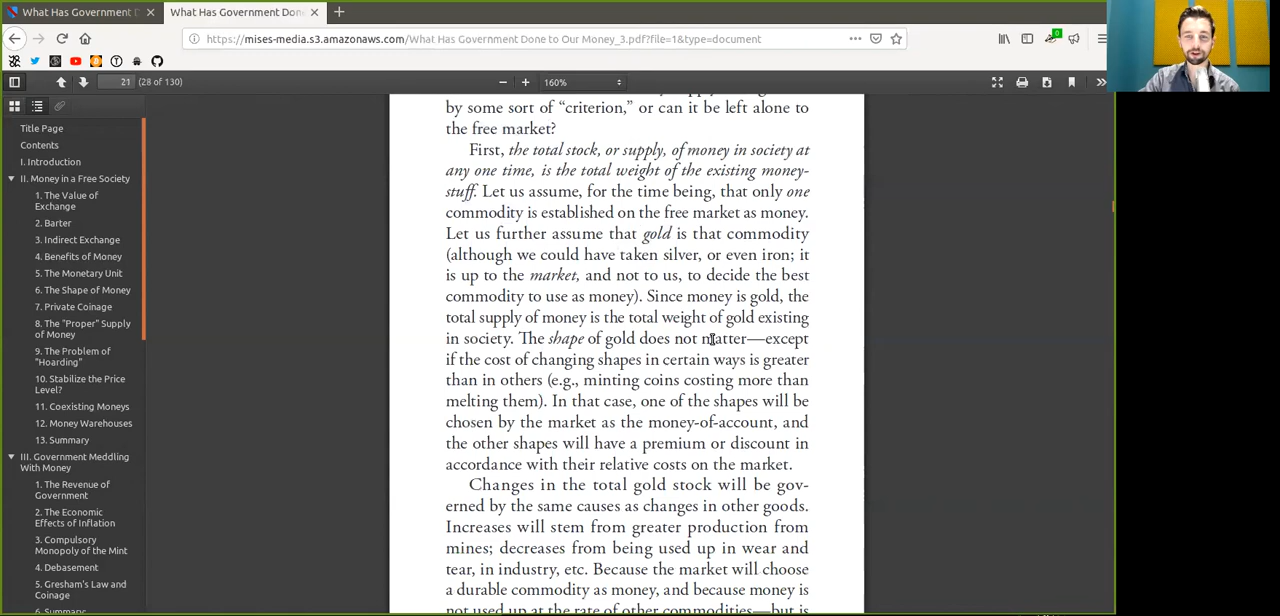 What Has Government D
What Has Government Don
https://mises-media.s3.amazonaws.com/What Has Government Done to Our Money_3.pdf?file=1&type=document
0
21
(28 of 130)
160%
Title Page
Contents
I. Introduction
II. Money in a Free Society
1. The Value of
Exchange
2. Barter
3. Indirect Exchange
4. Benefits of Money
5. The Monetary Unit
6. The Shape of Money
7. Private Coinage
8. The "Proper" Supply
of Money
9. The Problem of
"Hoarding"
10. Stabilize the Price
Level?
11. Coexisting Moneys
12. Money Warehouses
13. Summary
III. Government Meddling
With Money
1. The Revenue of
Government
2. The Economic
Effects of Inflation
3. Compulsory
Monopoly of the Mint
4. Debasement
5. Gresham's Law and
Coinage
6. Summary
by some sort of “criterion,” or can it be left alone to
the free market?
First, the total stock, or supply, of money in society at
any one time, is the total weight of the existing money-
stuff. Let us assume, for the time being, that only one
commodity is established on the free market as money.
Let us further assume that gold is that commodity
(although we could have taken silver, or even iron; it
is up to the market, and not to us, to decide the best
commodity to use as money). Since money is gold, the
total supply of money is the total weight of gold existing
in society. The shape of gold does not matter—except
if the cost of changing shapes in certain ways is greater
than in others (e.g., minting coins costing more than
melting them). In that case, one of the shapes will be
chosen by the market as the money-of-account, and
the other shapes will have a premium or discount in
accordance with their relative costs on the market.
Changes in the total gold stock will be gov-
erned by the same causes as changes in other goods.
Increases will stem from greater production from
mines; decreases from being used up in wear and
tear, in industry, etc. Because the market will choose
a durable commodity as money, and because money is
not used up at the rate of other commodities—but is